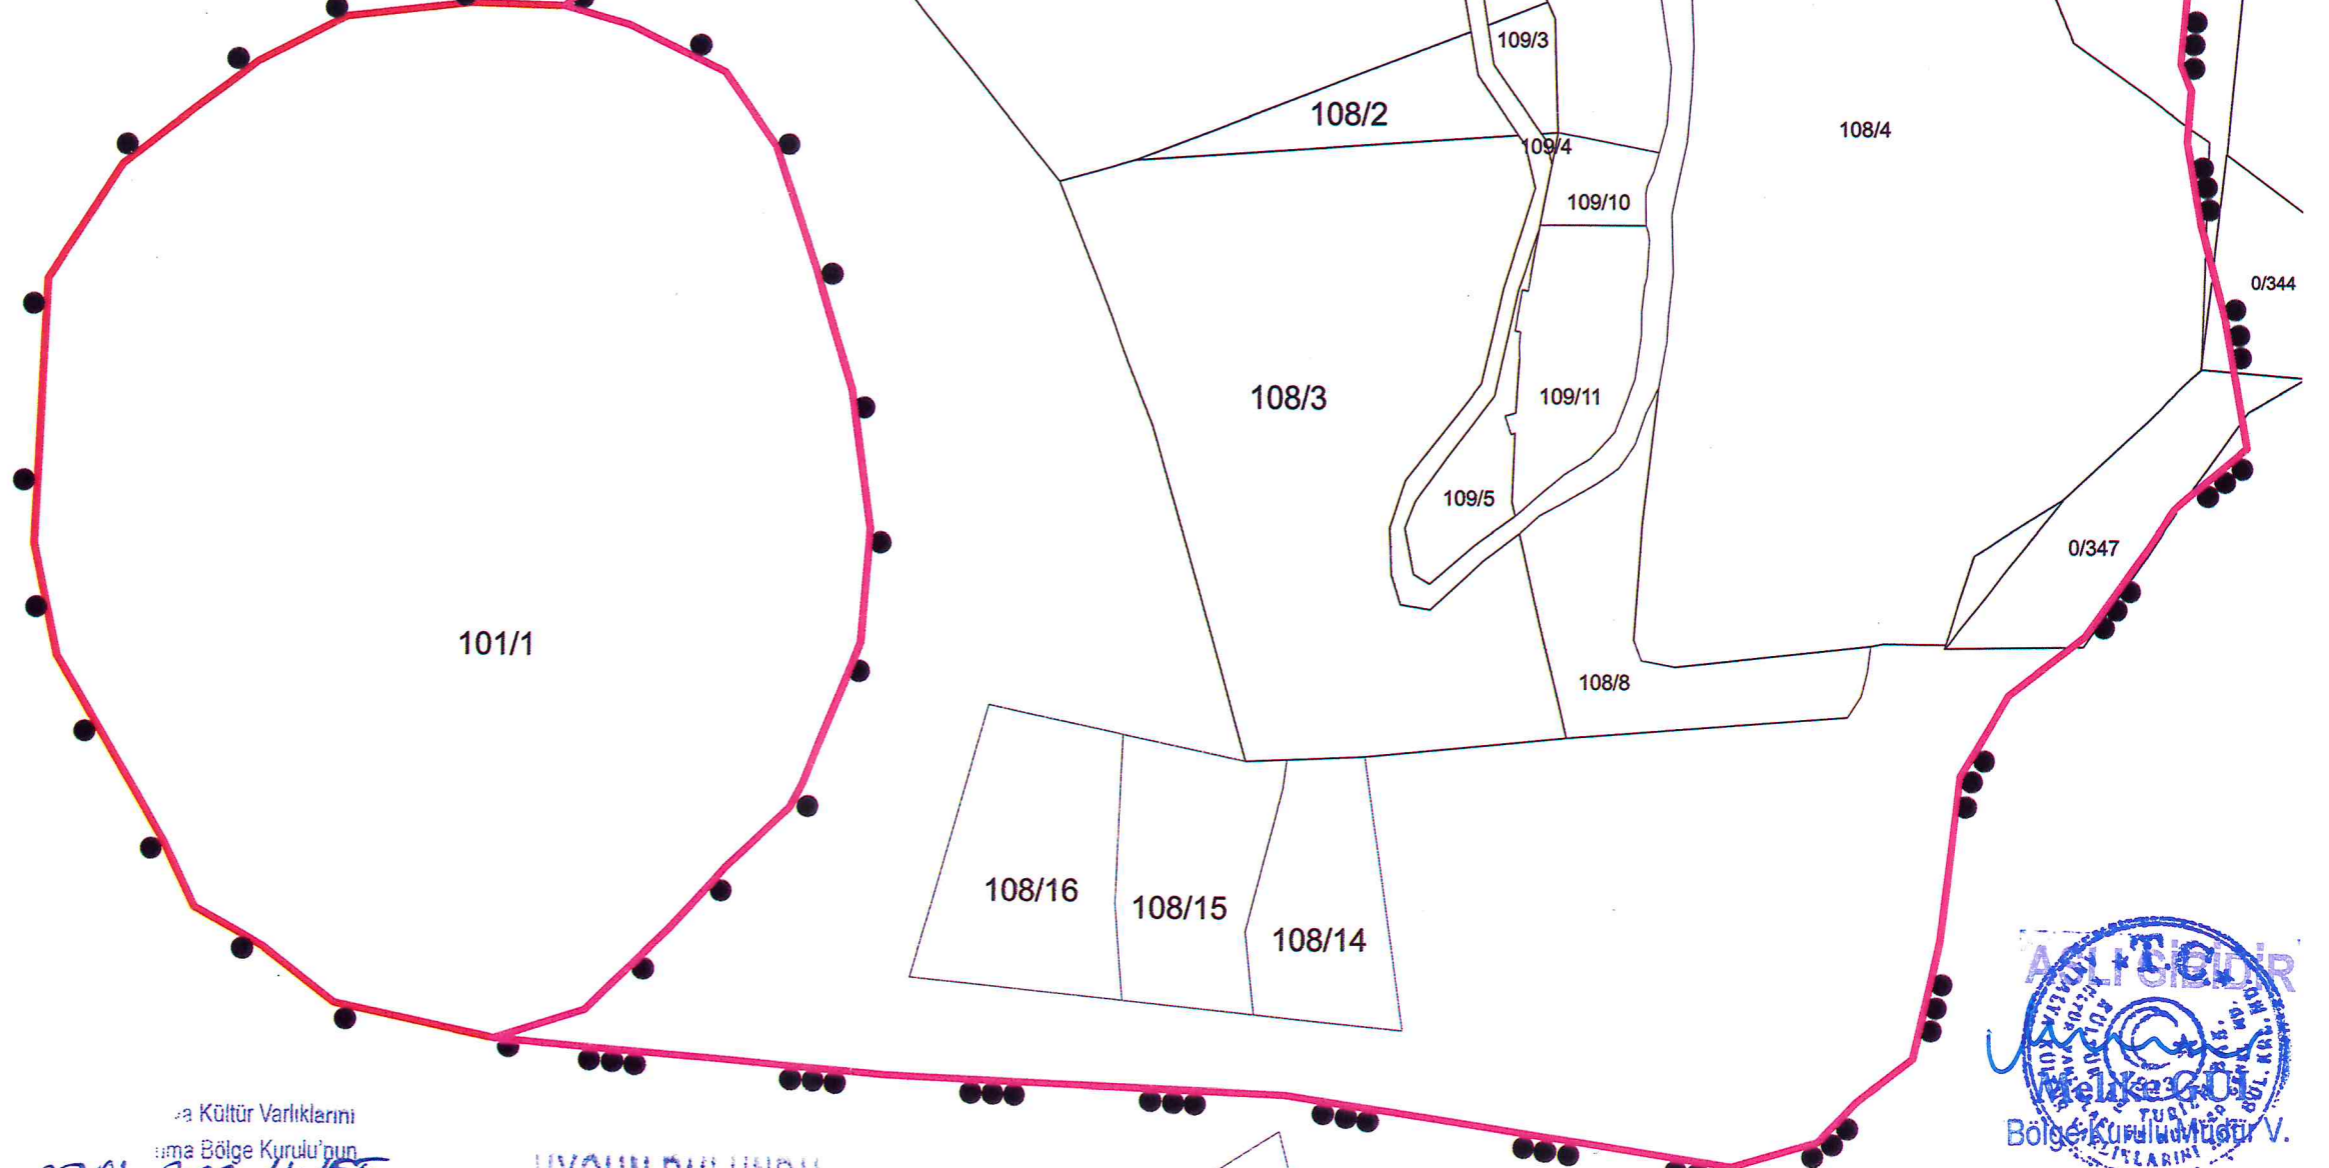 109/3
108/2
108/4
109/4
109/10
0/344
108/3
109/11
109/5
0/347
101/1
108/8
108/16
108/15
108/14
ASLI GİBİDİR
T.C.
Melike GÜL
Bölge Kurulu Müdür V.
Kültür Varlıklarını
Bölge Kurulu'nun
UYGUN BULUNDU